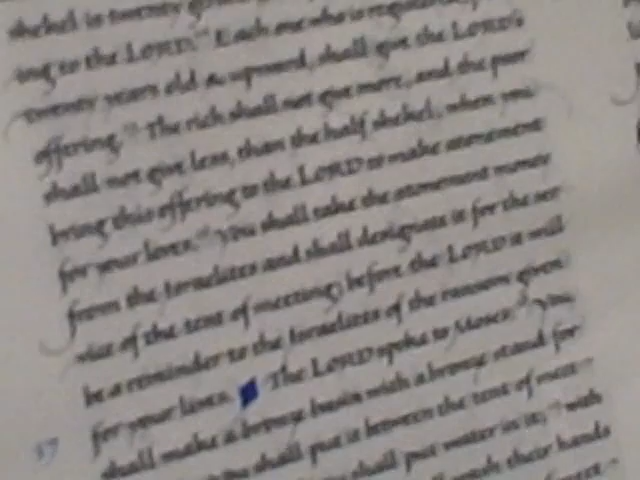 shekel is twenty
ing to the LORD. Each one who is
twenty years old & upward, shall give the LORD's
offering. The rich shall not give more, and the poor
shall not give less, than the half shekel, when you
bring this offering to the LORD to make atonement
for your lives. You shall take the atonement money
from the Israelites and shall designate it for the ser
vice of the tent of meeting; before the LORD it will
be a reminder to the Israelites of the ransom given
for your lives. The LORD spoke to Moses: You
shall make a bronze basin with a bronze stand for
shall put it between the tent of meet
shall put water in it; with
wash their hands